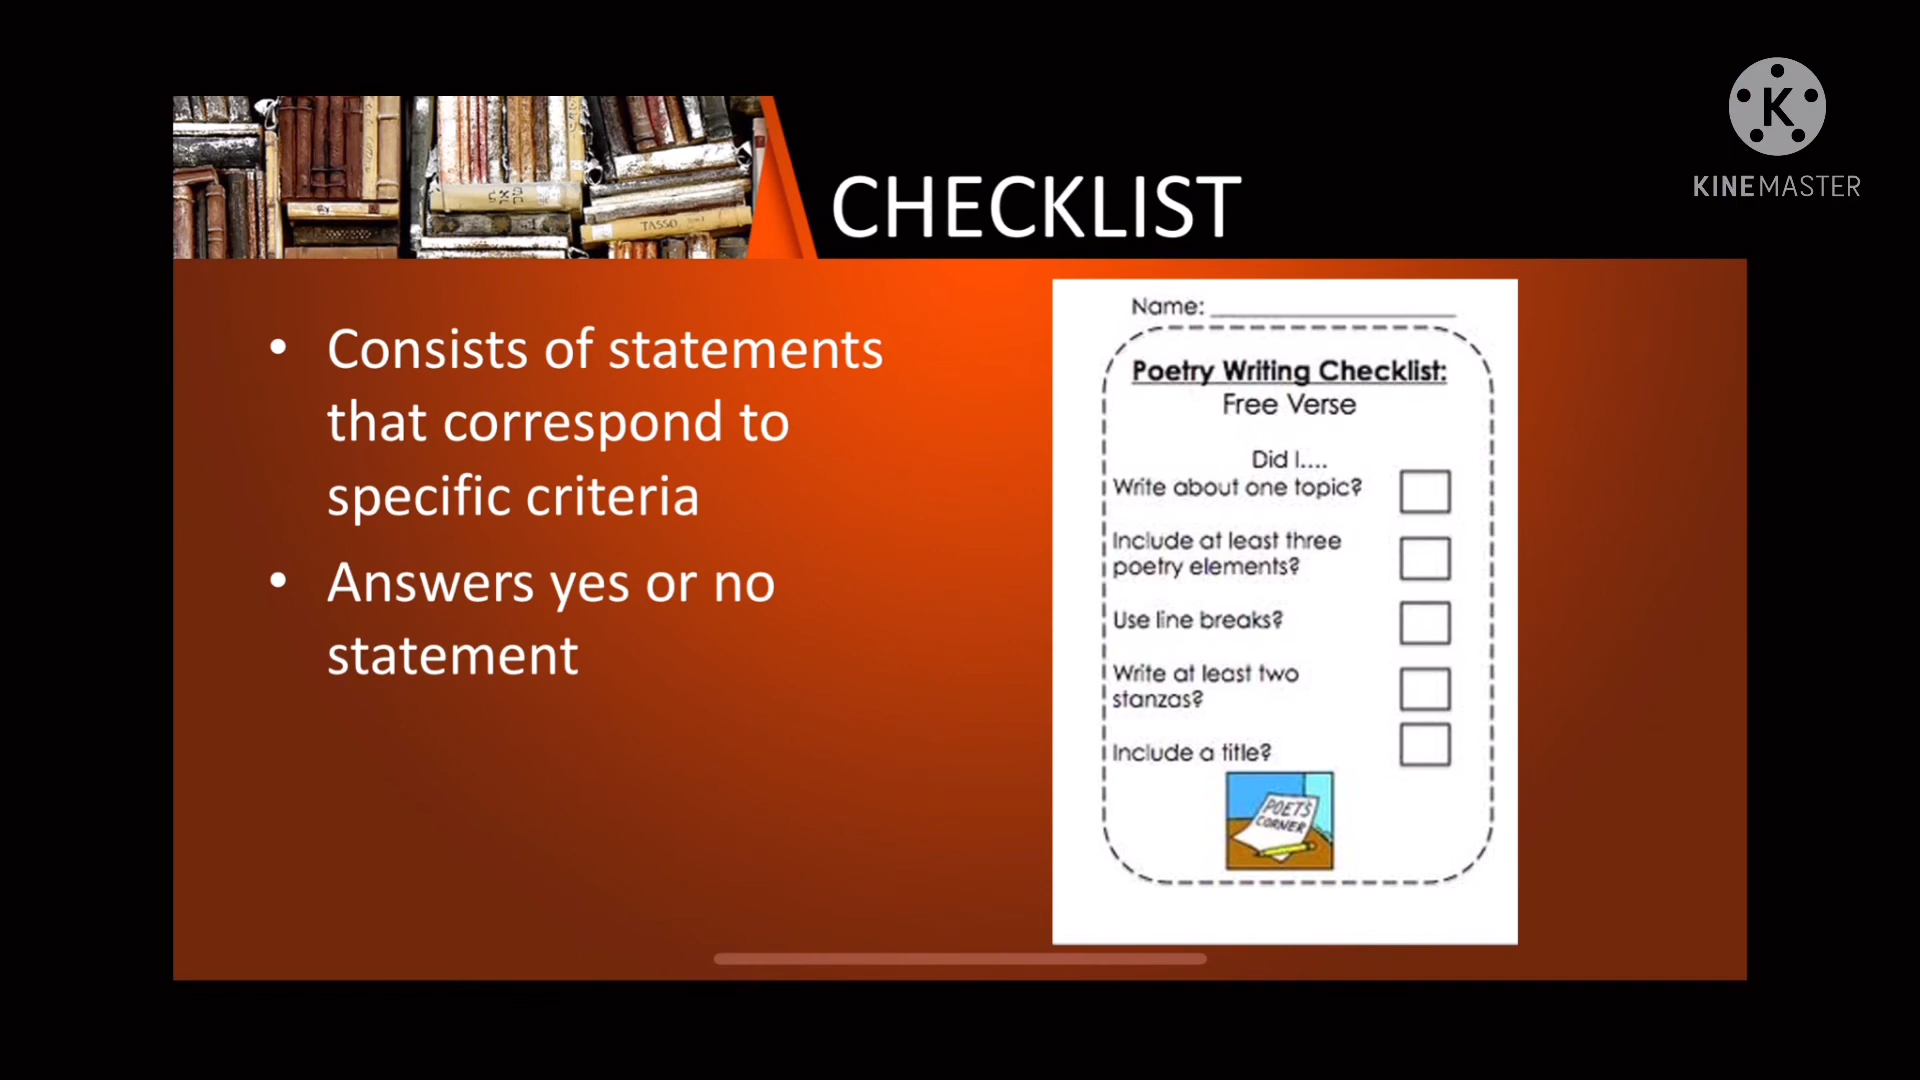 KINEMASTER
CHECKLIST
TASSO
• Consists of statements
that correspond to
specific criteria
• Answers yes or no
statement
Name:
Poetry Writing Checklist:
Free Verse
Did I....
Write about one topic?
Include at least three
poetry elements?
Use line breaks?
Write at least two
stanzas?
Include a title?
POET'S
CORNER